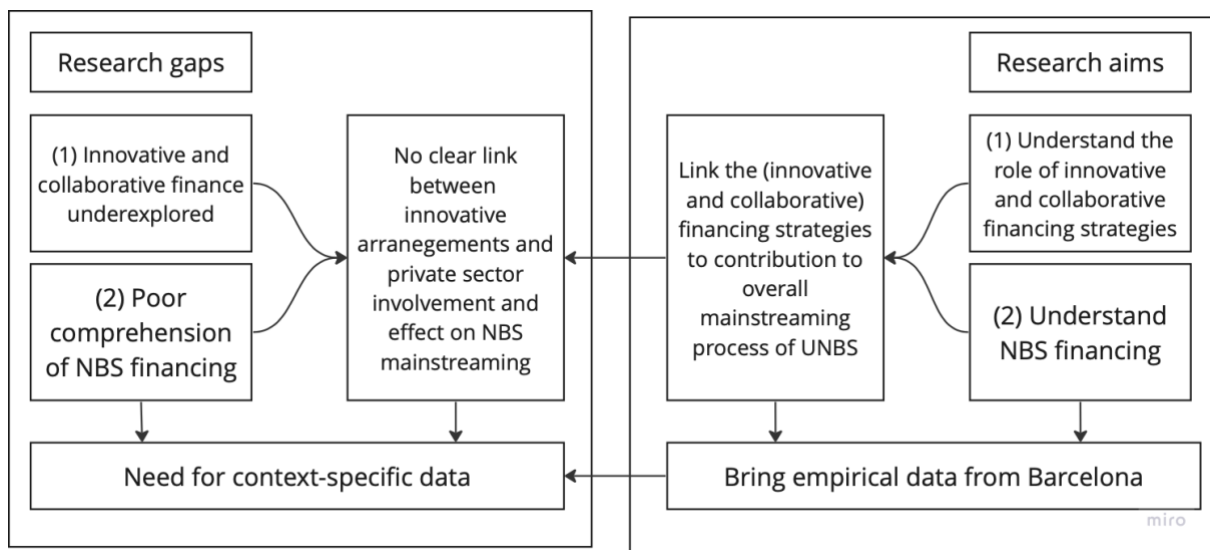 Research gaps
(1) Innovative and
collaborative finance
underexplored
(2) Poor
comprehension
of NBS financing
No clear link
between
innovative
arranegements and
private sector
involvement and
effect on NBS
mainstreaming
Need for context-specific data
Research aims
Link the (innovative
and collaborative)
financing strategies
to contribution to
overall
mainstreaming
process of UNBS
(1) Understand the
role of innovative
and collaborative
financing strategies
(2) Understand
NBS financing
Bring empirical data from Barcelona
miro